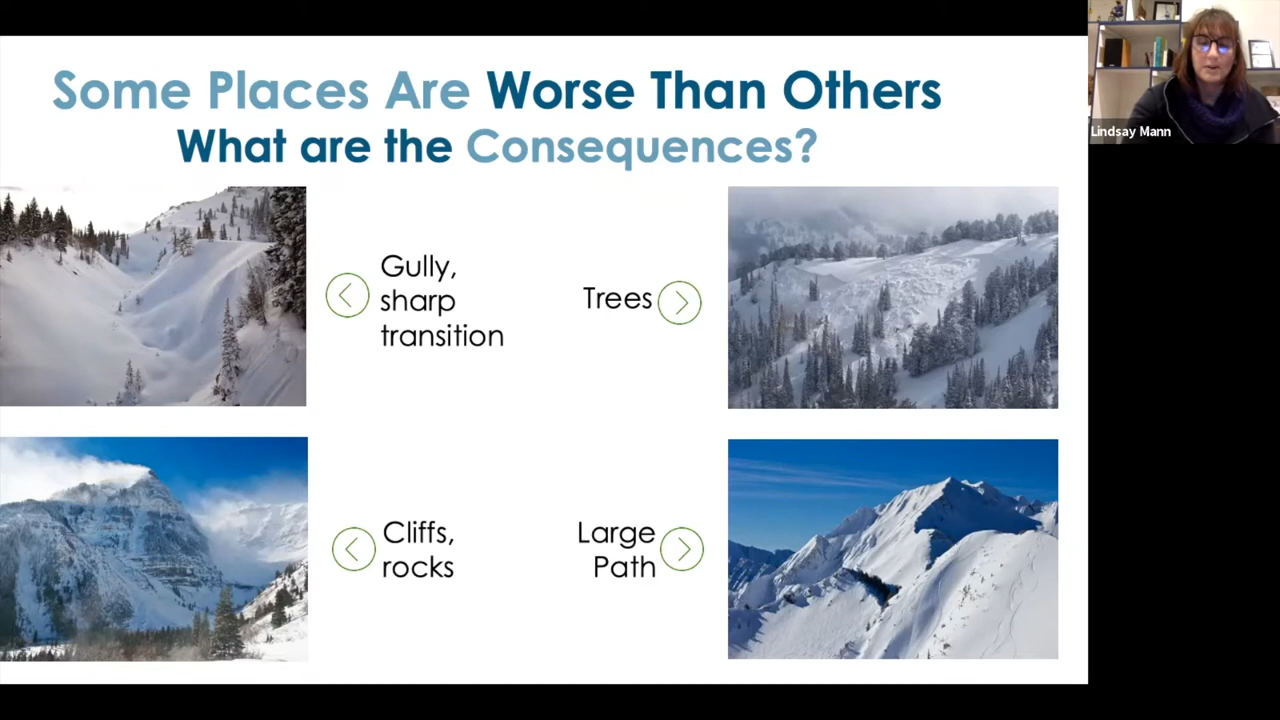 Some Places Are Worse Than Others
What are the Consequences?
Lindsay Mann
Gully,
sharp
transition
Trees
Cliffs,
rocks
Large
Path